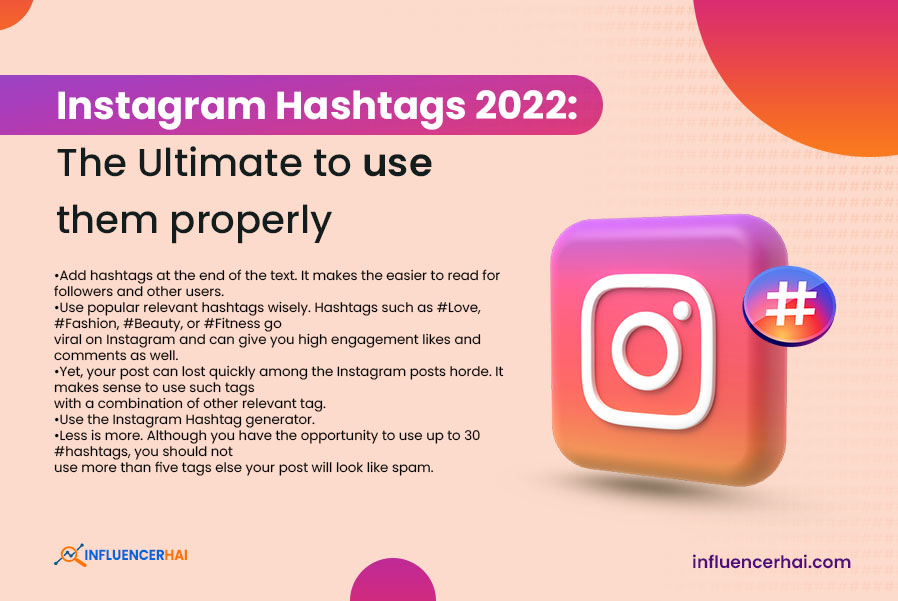 Instagram Hashtags 2022:
The Ultimate to use
them properly
•Add hashtags at the end of the text. It makes the easier to read for
followers and other users.
•Use popular relevant hashtags wisely. Hashtags such as #Love,
#Fashion, #Beauty, or #Fitness go
viral on Instagram and can give you high engagement likes and
comments as well.
•Yet, your post can lost quickly among the Instagram posts horde. It
makes sense to use such tags
with a combination of other relevant tag.
•Use the Instagram Hashtag generator.
•Less is more. Although you have the opportunity to use up to 30
#hashtags, you should not
use more than five tags else your post will look like spam.
#
INFLUENCERHAI
influencerhai.com